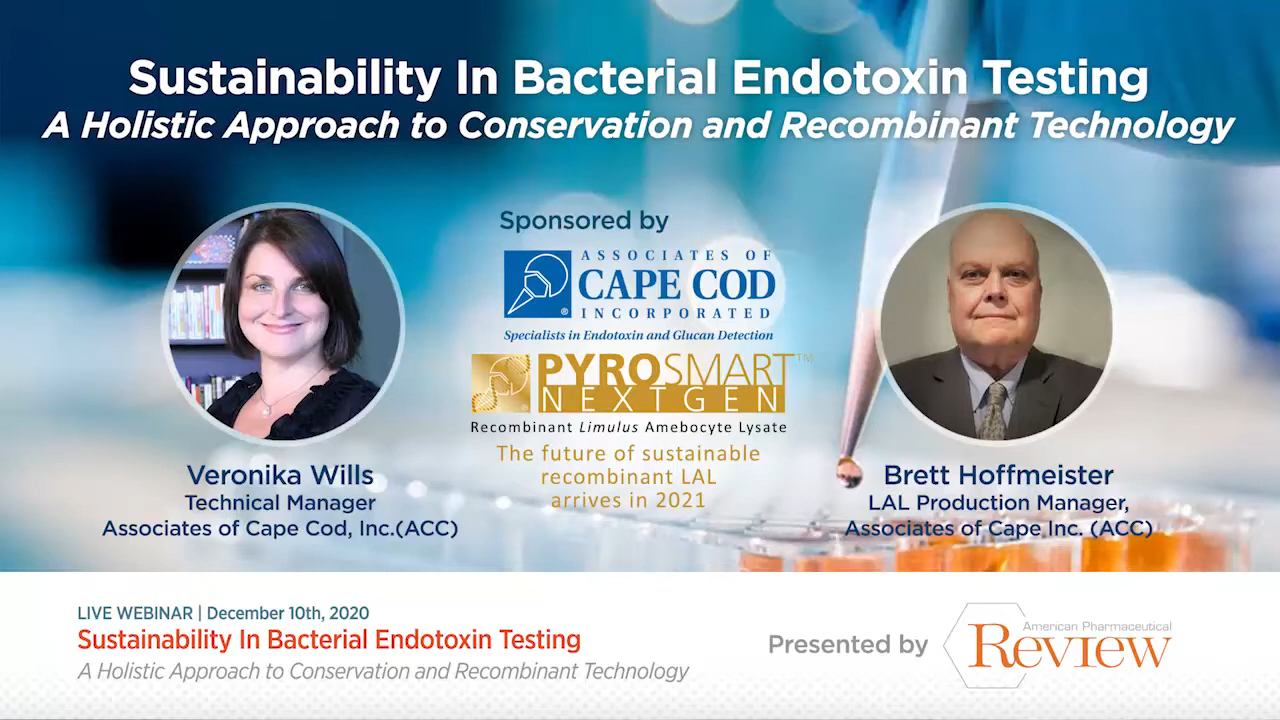 Sustainability In Bacterial Endotoxin Testing
A Holistic Approach to Conservation and Recombinant Technology
Sponsored by
ASSOCIATES OF
CAPE COD
INCORPORATED
®
Specialists in Endotoxin and Glucan Detection
PYROSMART™
NEXTGEN
Recombinant Limulus Amebocyte Lysate
The future of sustainable
recombinant LAL
arrives in 2021
Veronika Wills
Technical Manager
Associates of Cape Cod, Inc.(ACC)
Brett Hoffmeister
LAL Production Manager,
Associates of Cape Inc. (ACC)
LIVE WEBINAR | December 10th, 2020
Sustainability In Bacterial Endotoxin Testing
A Holistic Approach to Conservation and Recombinant Technology
Presented by
American Pharmaceutical
Review